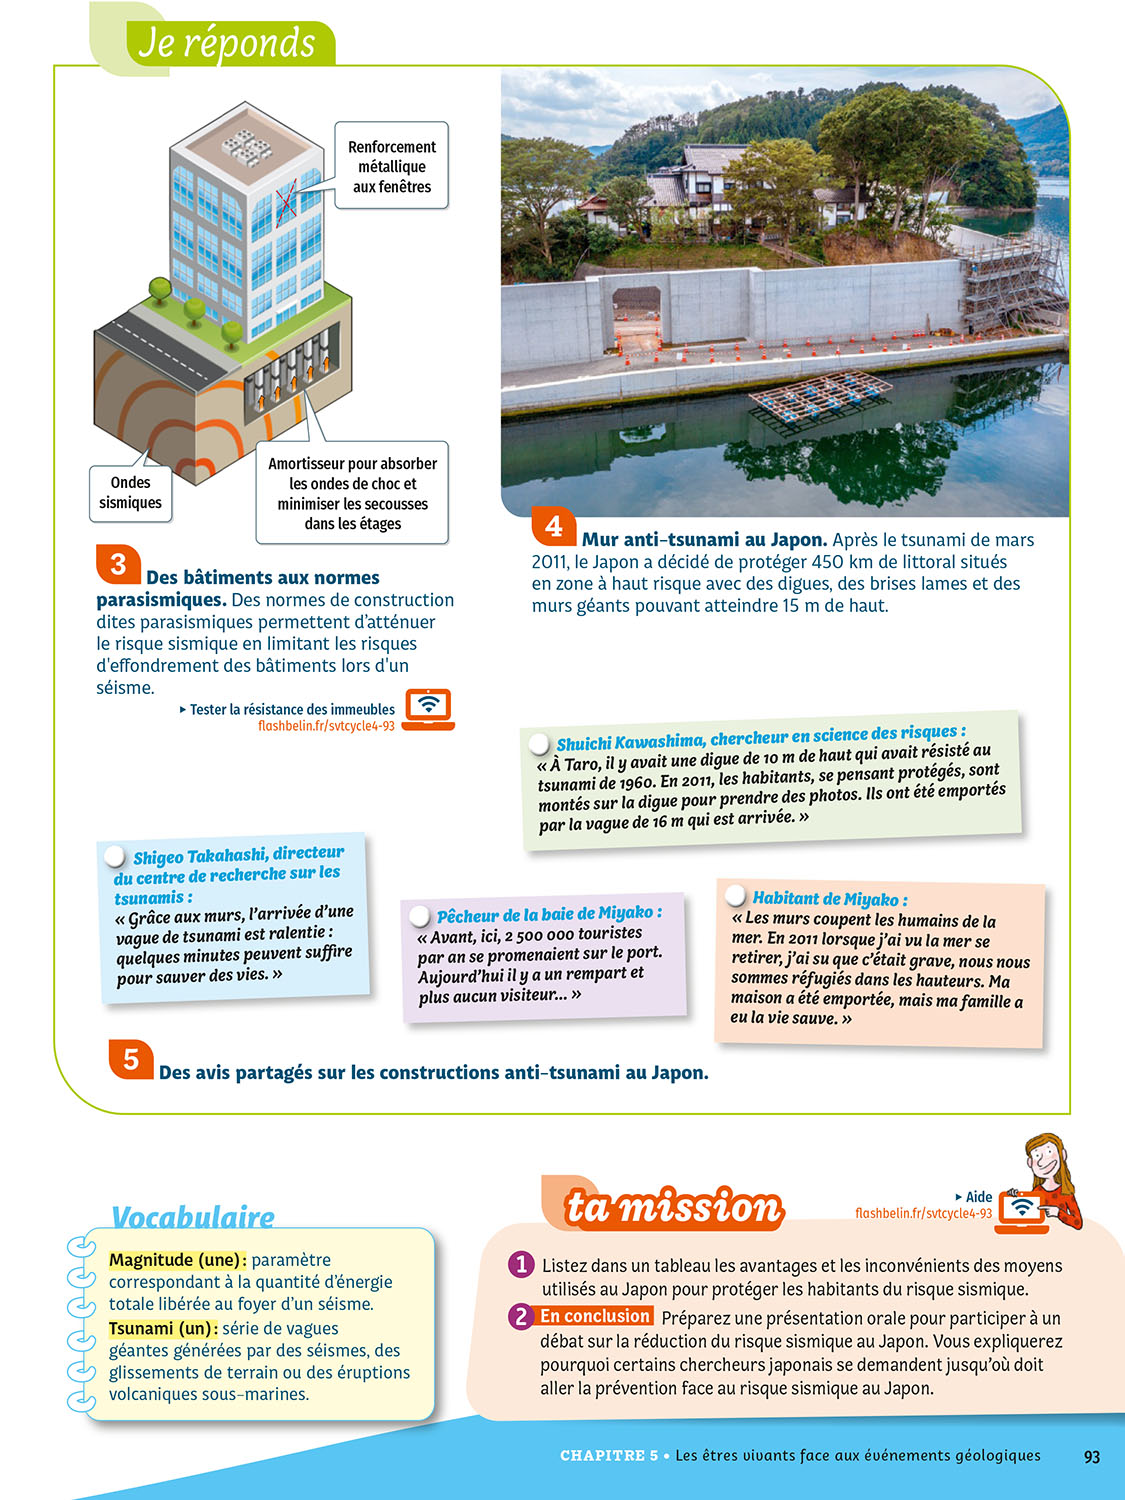 Je réponds
Renforcement
métallique
aux fenêtres
Ondes
sismiques
Amortisseur pour absorber
les ondes de choc et
minimiser les secousses
dans les étages
3 Des bâtiments aux normes
parasismiques. Des normes de construction
dites parasismiques permettent d'atténuer
le risque sismique en limitant les risques
d'effondrement des bâtiments lors d'un
séisme.
▸ Tester la résistance des immeubles
flashbelin.fr/svtcycle4-93
4 Mur anti-tsunami au Japon. Après le tsunami de mars
2011, le Japon a décidé de protéger 450 km de littoral situés
en zone à haut risque avec des digues, des brises lames et des
murs géants pouvant atteindre 15 m de haut.
Shuichi Kawashima, chercheur en science des risques :
« À Taro, il y avait une digue de 10 m de haut qui avait résisté au
tsunami de 1960. En 2011, les habitants, se pensant protégés, sont
montés sur la digue pour prendre des photos. Ils ont été emportés
par la vague de 16 m qui est arrivée. »
Shigeo Takahashi, directeur
du centre de recherche sur les
tsunamis :
« Grâce aux murs, l'arrivée d'une
vague de tsunami est ralentie :
quelques minutes peuvent suffire
pour sauver des vies. »
Pêcheur de la baie de Miyako :
« Avant, ici, 2 500 000 touristes
par an se promenaient sur le port.
Aujourd'hui il y a un rempart et
plus aucun visiteur... »
Habitant de Miyako :
« Les murs coupent les humains de la
mer. En 2011 lorsque j'ai vu la mer se
retirer, j'ai su que c'était grave, nous nous
sommes réfugiés dans les hauteurs. Ma
maison a été emportée, mais ma famille a
eu la vie sauve. »
5 Des avis partagés sur les constructions anti-tsunami au Japon.
Vocabulaire
Magnitude (une) : paramètre
correspondant à la quantité d'énergie
totale libérée au foyer d'un séisme.
Tsunami (un) : série de vagues
géantes générées par des séismes, des
glissements de terrain ou des éruptions
volcaniques sous-marines.
ta mission
▸ Aide
flashbelin.fr/svtcycle4-93
1 Listez dans un tableau les avantages et les inconvénients des moyens
utilisés au Japon pour protéger les habitants du risque sismique.
2 En conclusion Préparez une présentation orale pour participer à un
débat sur la réduction du risque sismique au Japon. Vous expliquerez
pourquoi certains chercheurs japonais se demandent jusqu'où doit
aller la prévention face au risque sismique au Japon.
CHAPITRE 5 • Les êtres vivants face aux événements géologiques 93